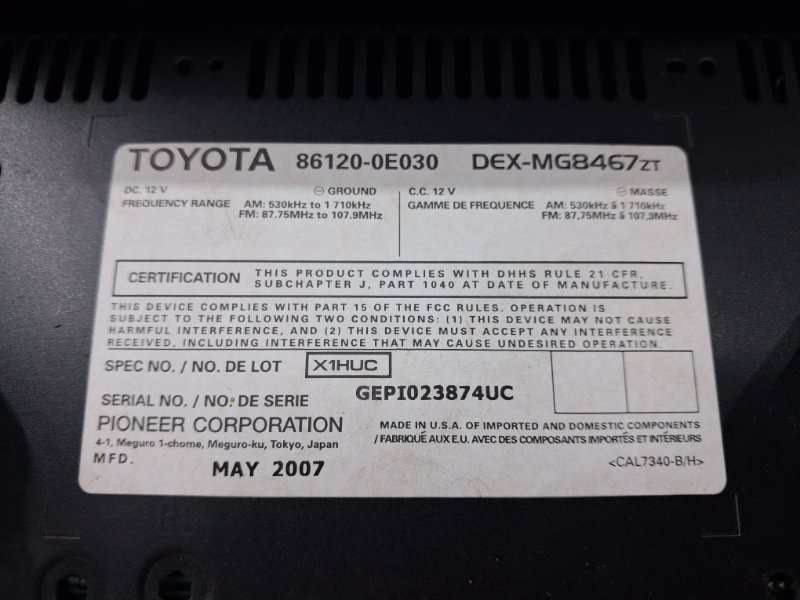 TOYOTA 86120-0E030 DEX-MG8467ZT
DC. 12 V ⊖ GROUND C.C. 12 V ⊖ MASSE
FREQUENCY RANGE AM: 530kHz to 1 710kHz GAMME DE FREQUENCE AM: 530kHz à 1 710kHz
FM: 87.75MHz to 107.9MHz FM: 87,75MHz à 107,9MHz
CERTIFICATION THIS PRODUCT COMPLIES WITH DHHS RULE 21 CFR,
SUBCHAPTER J, PART 1040 AT DATE OF MANUFACTURE.
THIS DEVICE COMPLIES WITH PART 15 OF THE FCC RULES. OPERATION IS
SUBJECT TO THE FOLLOWING TWO CONDITIONS: (1) THIS DEVICE MAY NOT CAUSE
HARMFUL INTERFERENCE, AND (2) THIS DEVICE MUST ACCEPT ANY INTERFERENCE
RECEIVED, INCLUDING INTERFERENCE THAT MAY CAUSE UNDESIRED OPERATION.
SPEC NO. / NO. DE LOT X1HUC
SERIAL NO. / NO. DE SERIE GEPI023874UC
PIONEER CORPORATION MADE IN U.S.A. OF IMPORTED AND DOMESTIC COMPONENTS
4-1, Meguro 1-chome, Meguro-ku, Tokyo, Japan /FABRIQUÉ AUX E.U. AVEC DES COMPOSANTS IMPORTÉS ET INTÉRIEURS
MFD. MAY 2007 <CAL7340-B/H>